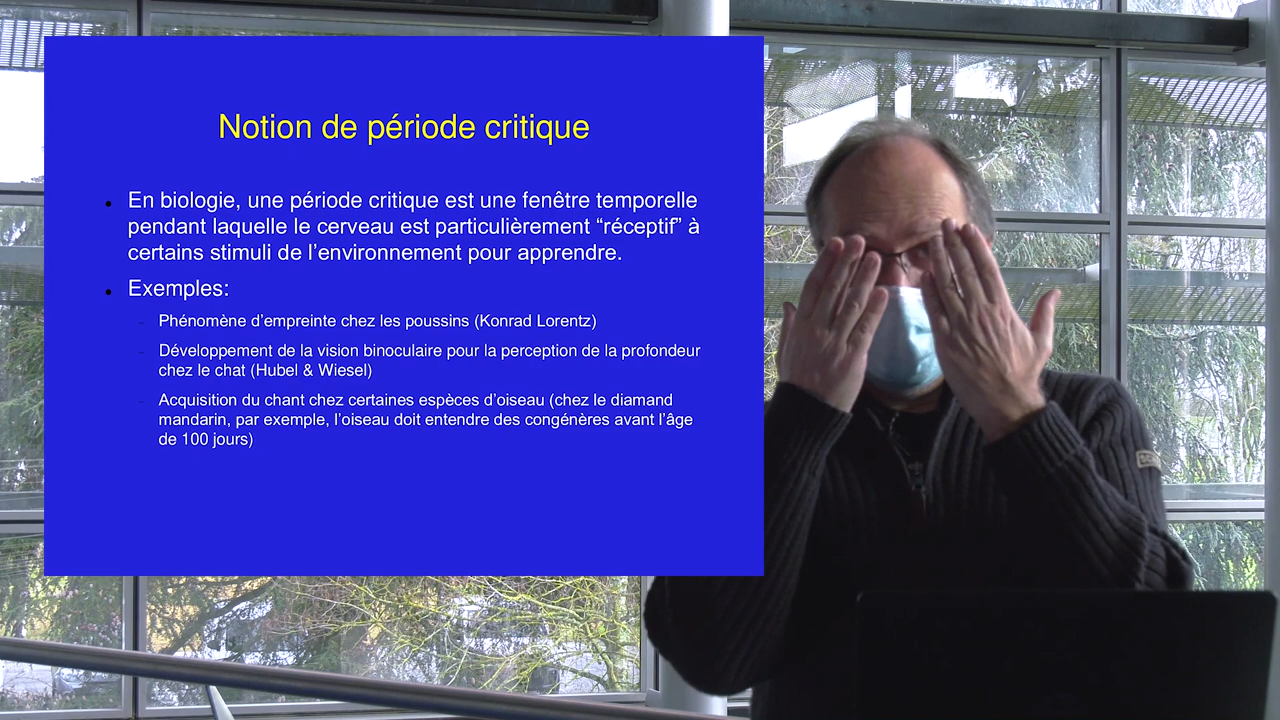 Notion de période critique
En biologie, une période critique est une fenêtre temporelle
pendant laquelle le cerveau est particulièrement “réceptif” à
certains stimuli de l’environnement pour apprendre.
Exemples:
Phénomène d’empreinte chez les poussins (Konrad Lorentz)
Développement de la vision binoculaire pour la perception de la profondeur
chez le chat (Hubel & Wiesel)
Acquisition du chant chez certaines espèces d’oiseau (chez le diamand
mandarin, par exemple, l’oiseau doit entendre des congénères avant l’âge
de 100 jours)